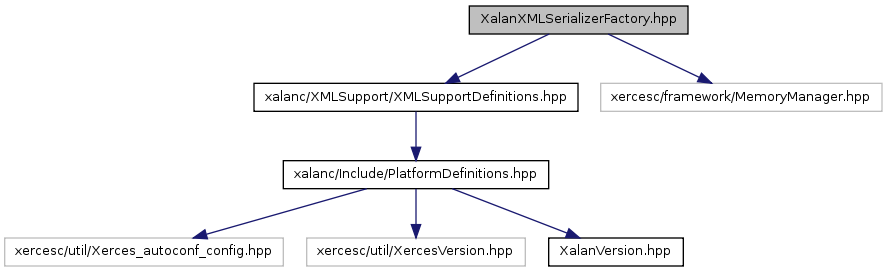 XalanXMLSerializerFactory.hpp
xalanc/XMLSupport/XMLSupportDefinitions.hpp
xercesc/framework/MemoryManager.hpp
xalanc/Include/PlatformDefinitions.hpp
xercesc/util/Xerces_autoconf_config.hpp
xercesc/util/XercesVersion.hpp
XalanVersion.hpp